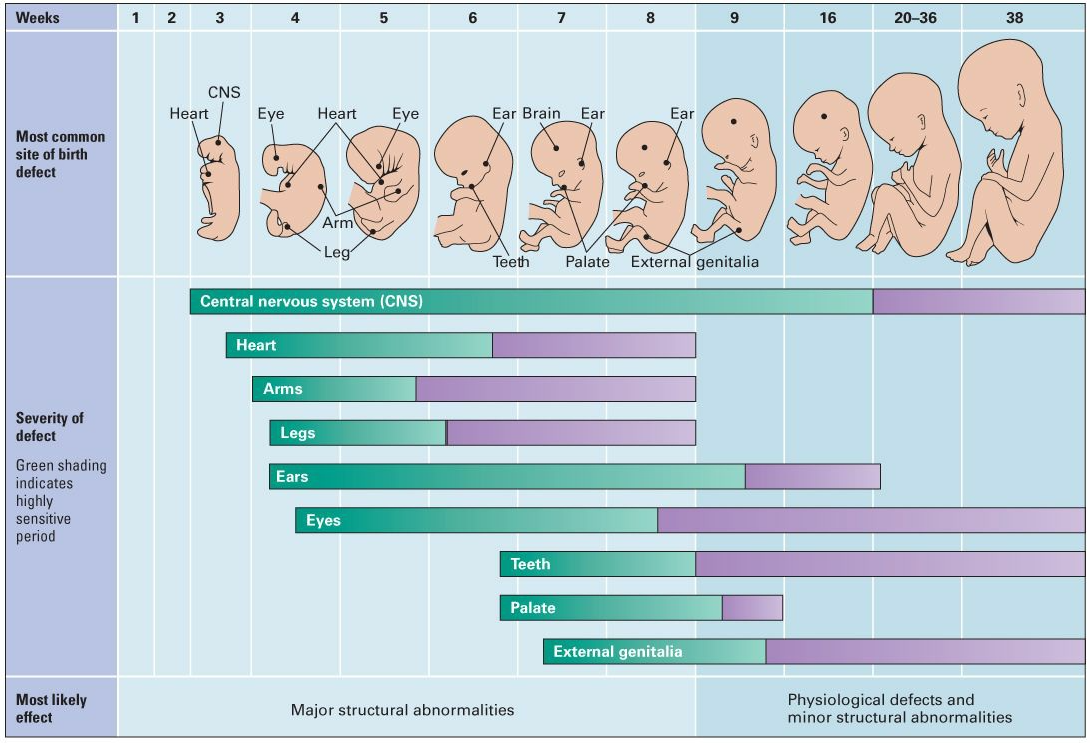 Weeks 1 2 3 4 5 6 7 8 9 16 20–36 38
Most common
site of birth
defect
CNS
Heart
Eye
Heart
Eye
Arm
Leg
Ear
Teeth
Brain
Ear
Palate
Ear
External genitalia
Severity of
defect
Green shading
indicates
highly
sensitive
period
Central nervous system (CNS)
Heart
Arms
Legs
Ears
Eyes
Teeth
Palate
External genitalia
Most likely
effect
Major structural abnormalities
Physiological defects and
minor structural abnormalities